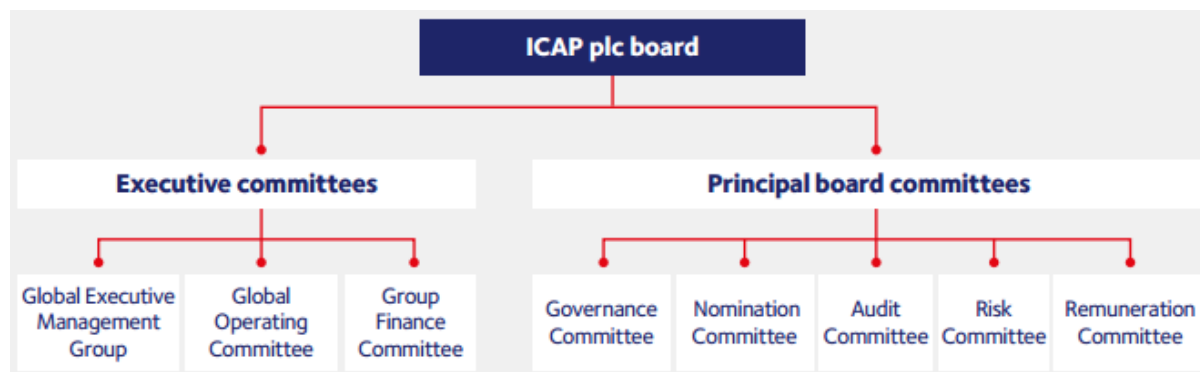 ICAP plc board
Executive committees
Principal board committees
Global Executive
Management
Group
Global
Operating
Committee
Group
Finance
Committee
Governance
Committee
Nomination
Committee
Audit
Committee
Risk
Committee
Remuneration
Committee